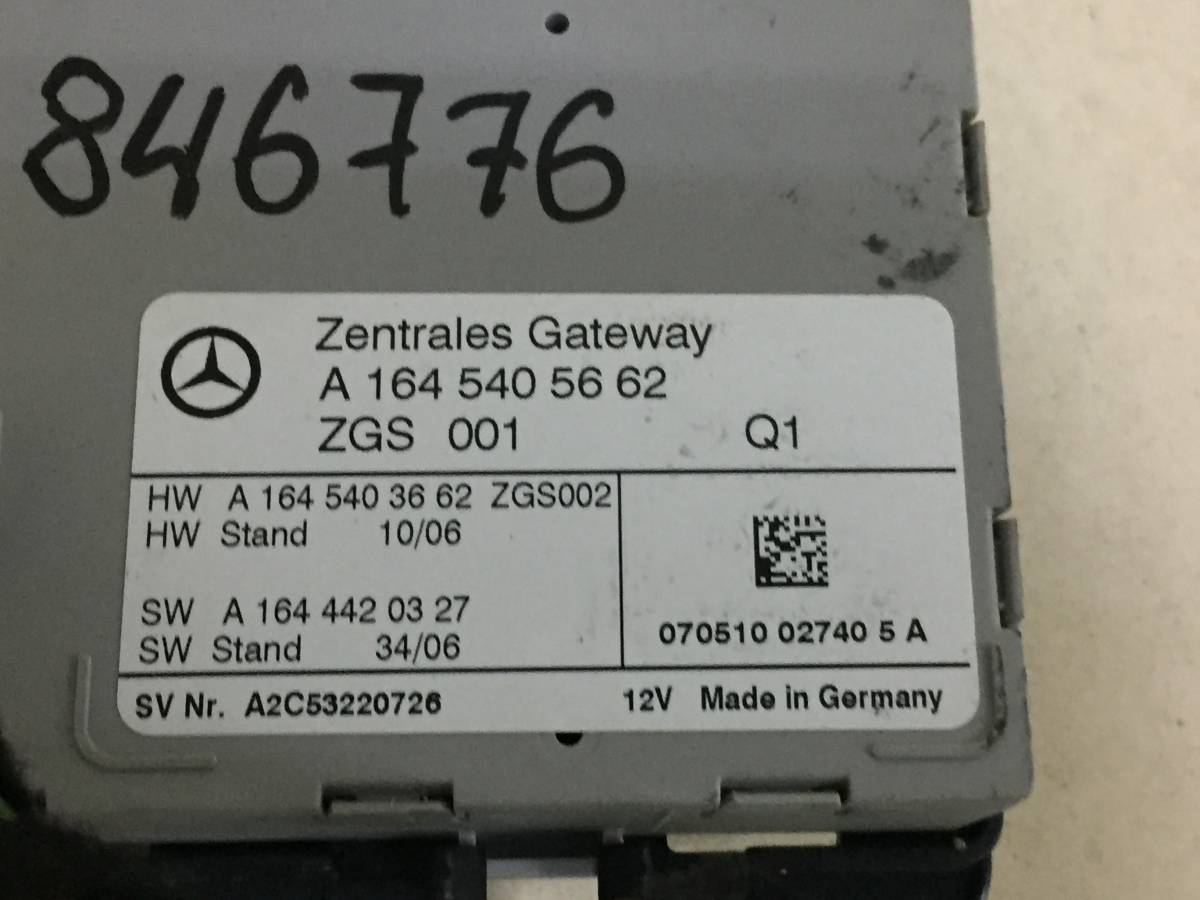 846776
Zentrales Gateway
A 164 540 56 62
ZGS 001 Q1
HW A 164 540 36 62 ZGS002
HW Stand 10/06
SW A 164 442 03 27
SW Stand 34/06
070510 02740 5 A
SV Nr. A2C53220726 12V Made in Germany